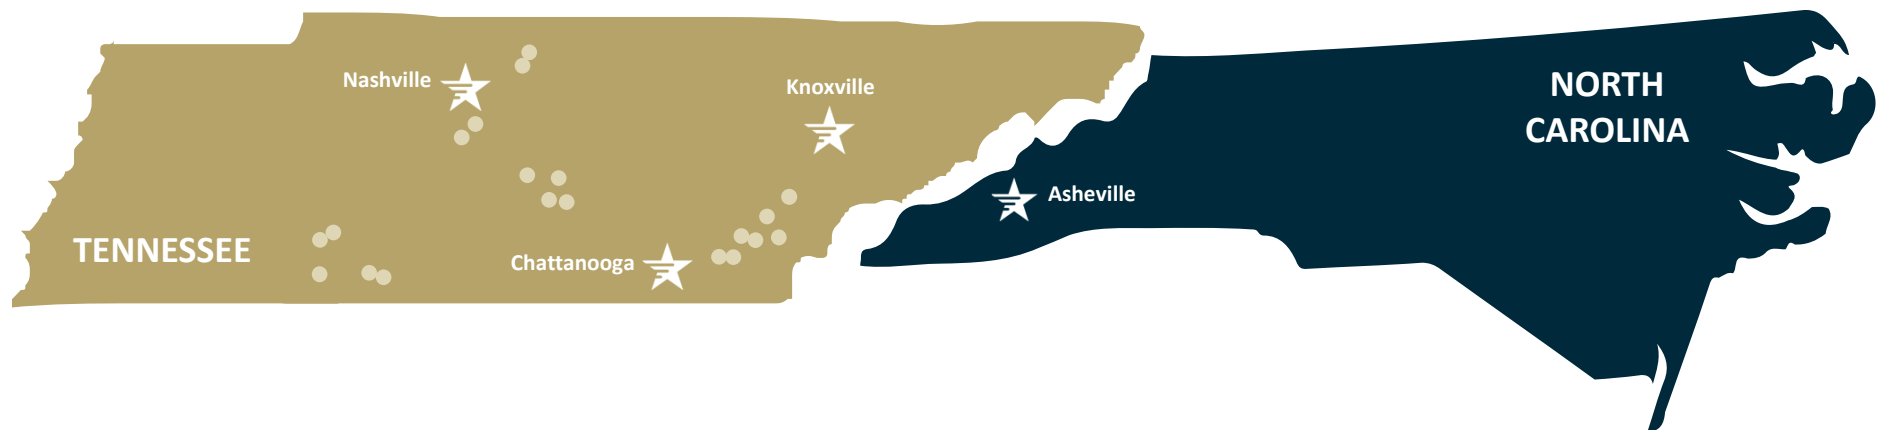 Nashville
Knoxville
NORTH
CAROLINA
Asheville
TENNESSEE
Chattanooga